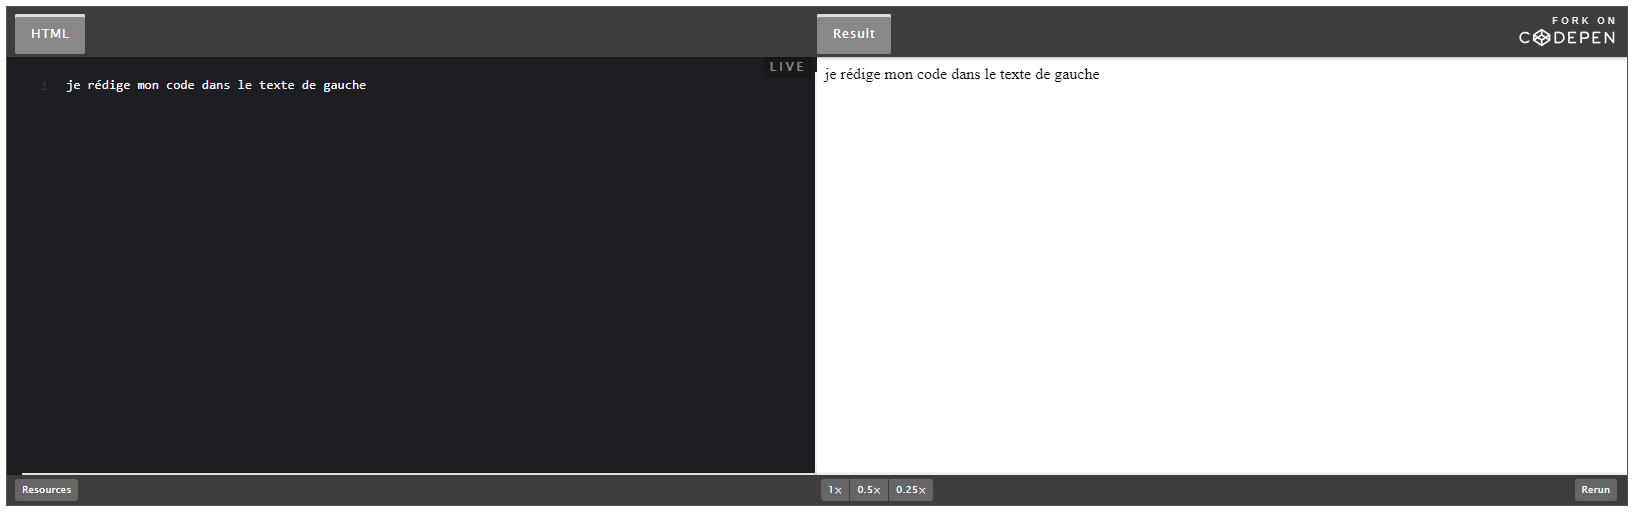 HTML
Result
FORK ON
CODEPEN
LIVE
1 je rédige mon code dans le texte de gauche
je rédige mon code dans le texte de gauche
Resources
1× 0.5× 0.25×
Rerun